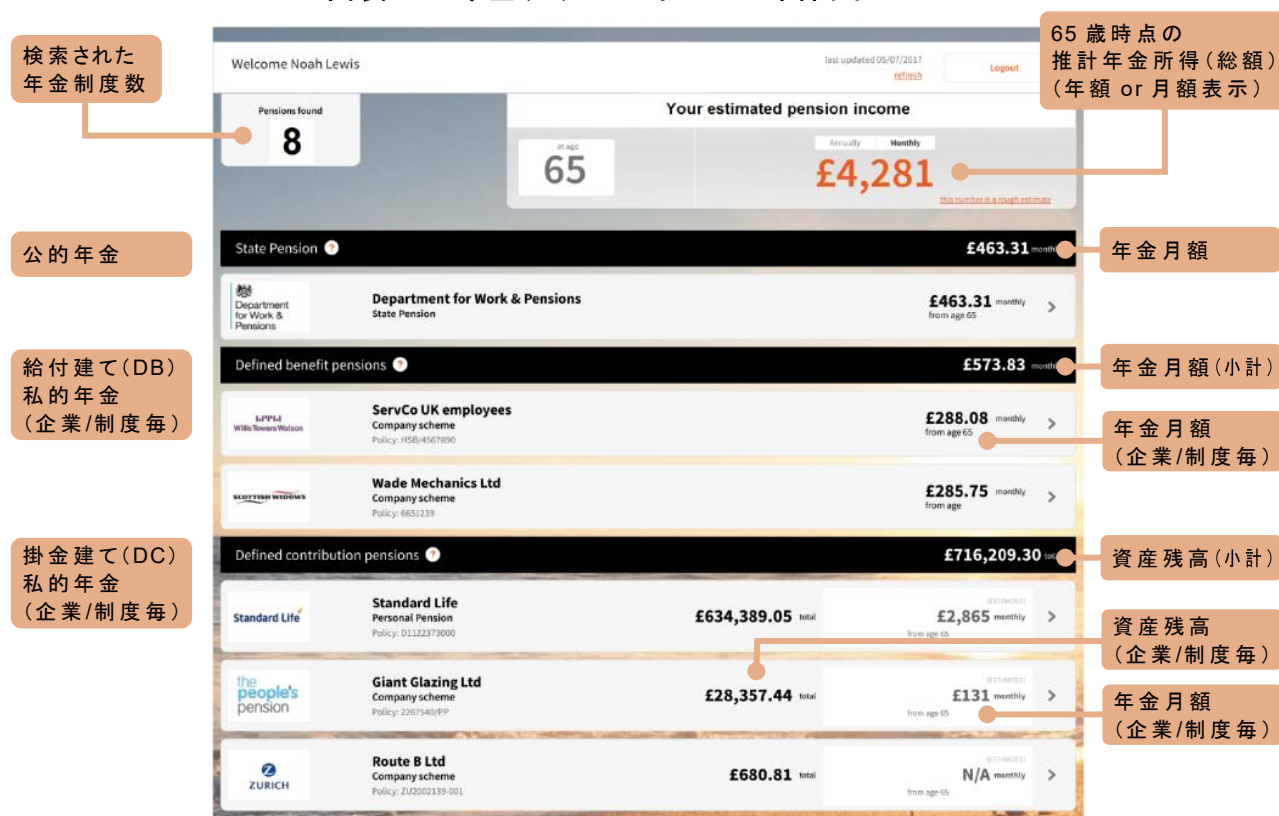 検索された
年金制度数
65 歳時点の
推計年金所得(総額)
(年額 or 月額表示)
Welcome Noah Lewis
last updated 05/07/2017
refresh
Logout
Pensions found
8
Your estimated pension income
at age
65
Annually Monthly
£4,281
this number is a rough estimate
公的年金
State Pension ?
£463.31 monthly
年金月額
Department
for Work &
Pensions
Department for Work & Pensions
State Pension
£463.31 monthly
from age 65
給付建て(DB)
私的年金
(企業/制度毎)
Defined benefit pensions ?
£573.83
年金月額(小計)
Willis Towers Watson
ServCo UK employees
Company scheme
Policy: HSB/4567890
£288.08 monthly
from age 65
年金月額
(企業/制度毎)
SCOTTISH WIDOWS
Wade Mechanics Ltd
Company scheme
Policy: 6651239
£285.75 monthly
from age
掛金建て(DC)
私的年金
(企業/制度毎)
Defined contribution pensions ?
£716,209.30
資産残高(小計)
Standard Life
Standard Life
Personal Pension
Policy: D1122373000
£634,389.05 total
(ESTIMATED)
£2,865 monthly
from age 65
資産残高
(企業/制度毎)
the
people's
pension
Giant Glazing Ltd
Company scheme
Policy: 2267540/PP
£28,357.44 total
(ESTIMATED)
£131 monthly
from age 65
年金月額
(企業/制度毎)
ZURICH
Route B Ltd
Company scheme
Policy: ZU2002139-001
£680.81 total
(ESTIMATED)
N/A monthly
from age 65